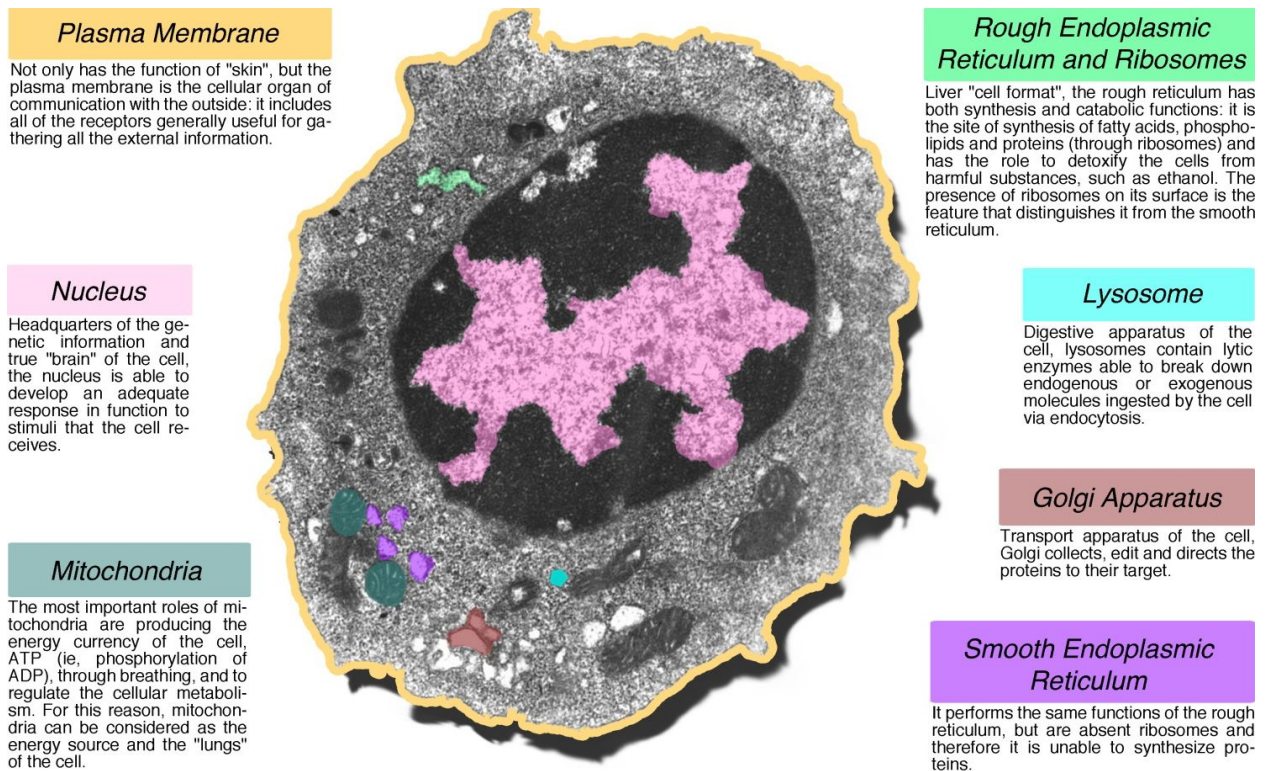 Plasma Membrane
Not only has the function of "skin", but the
plasma membrane is the cellular organ of
communication with the outside: it includes
all of the receptors generally useful for ga-
thering all the external information.
Nucleus
Headquarters of the ge-
netic information and
true "brain" of the cell,
the nucleus is able to
develop an adequate
response in function to
stimuli that the cell re-
ceives.
Mitochondria
The most important roles of mi-
tochondria are producing the
energy currency of the cell,
ATP (ie, phosphorylation of
ADP), through breathing, and to
regulate the cellular metaboli-
sm. For this reason, mitochon-
dria can be considered as the
energy source and the "lungs"
of the cell.
Rough Endoplasmic
Reticulum and Ribosomes
Liver "cell format", the rough reticulum has
both synthesis and catabolic functions: it is
the site of synthesis of fatty acids, phospho-
lipids and proteins (through ribosomes) and
has the role to detoxify the cells from
harmful substances, such as ethanol. The
presence of ribosomes on its surface is the
feature that distinguishes it from the smooth
reticulum.
Lysosome
Digestive apparatus of the
cell, lysosomes contain lytic
enzymes able to break down
endogenous or exogenous
molecules ingested by the cell
via endocytosis.
Golgi Apparatus
Transport apparatus of the cell,
Golgi collects, edit and directs the
proteins to their target.
Smooth Endoplasmic
Reticulum
It performs the same functions of the rough
reticulum, but are absent ribosomes and
therefore it is unable to synthesize pro-
teins.